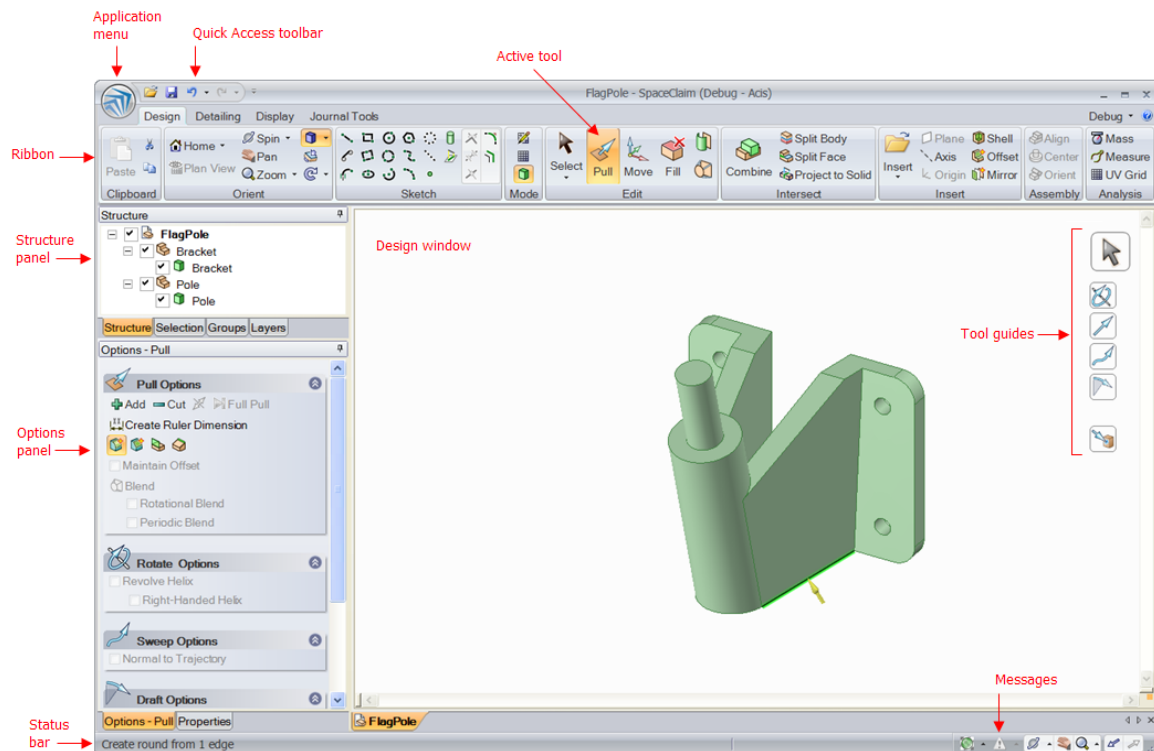 Application
menu
Quick Access toolbar
Active tool
FlagPole - SpaceClaim (Debug - Acis)
Design Detailing Display Journal Tools
Debug
Ribbon
Paste
Clipboard
Home Spin
Plan View Pan
Zoom
Orient
Sketch
Mode
Select Pull Move Fill
Edit
Combine
Split Body
Split Face
Project to Solid
Intersect
Insert
Plane Shell
Axis Offset
Origin Mirror
Insert
Align
Center
Orient
Assembly
Mass
Measure
UV Grid
Analysis
Structure
Structure
panel
FlagPole
Bracket
Bracket
Pole
Pole
Structure Selection Groups Layers
Design window
Tool guides
Options - Pull
Pull Options
Add Cut Full Pull
Create Ruler Dimension
Options
panel
Maintain Offset
Blend
Rotational Blend
Periodic Blend
Rotate Options
Revolve Helix
Right-Handed Helix
Sweep Options
Normal to Trajectory
Draft Options
Options - Pull Properties
FlagPole
Messages
Status
bar
Create round from 1 edge